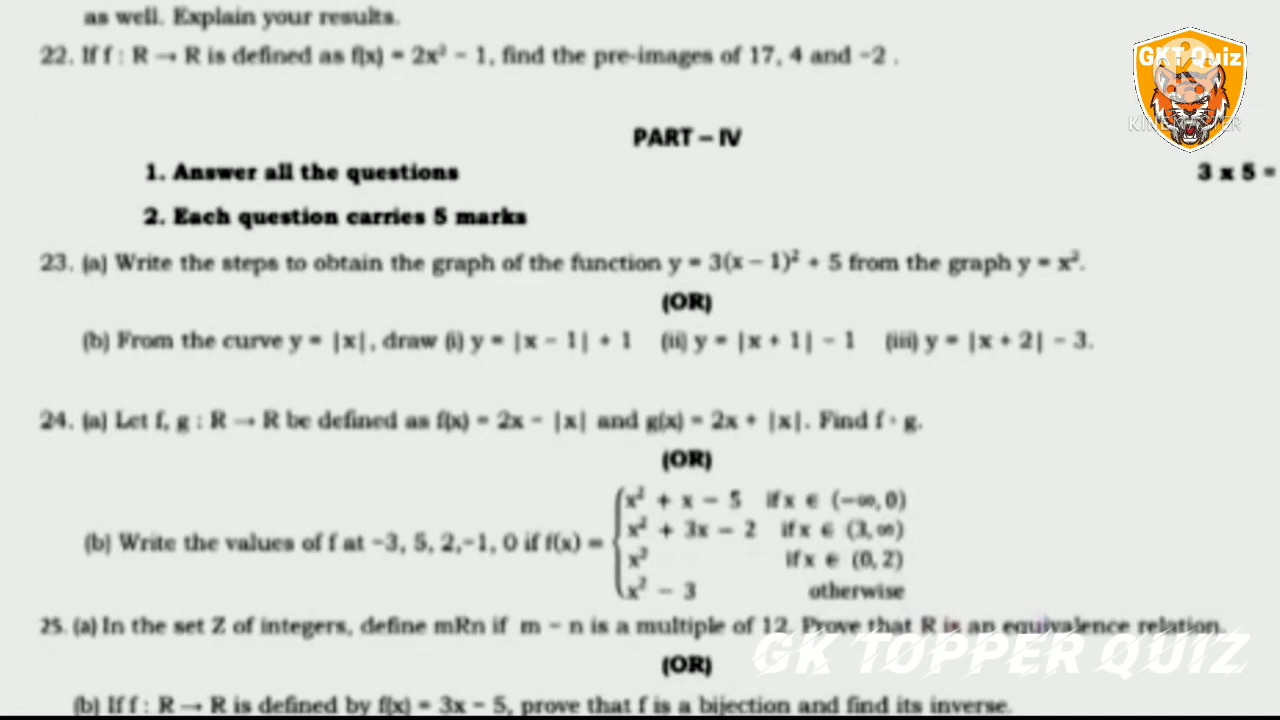 as well. Explain your results.
22. If f : R → R is defined as f(x) = 2x² − 1, find the pre-images of 17, 4 and −2 .
GKT Quiz
KINEMASTER
PART − IV
1. Answer all the questions
3 x 5 =
2. Each question carries 5 marks
23. (a) Write the steps to obtain the graph of the function y = 3(x − 1)² + 5 from the graph y = x².
(OR)
(b) From the curve y = |x|, draw (i) y = |x − 1| + 1 (ii) y = |x + 1| − 1 (iii) y = |x + 2| − 3.
24. (a) Let f, g : R → R be defined as f(x) = 2x − |x| and g(x) = 2x + |x|. Find f ∘ g.
(OR)
(b) Write the values of f at −3, 5, 2,−1, 0 if f(x) = { x² + x − 5 if x ∈ (−∞, 0)
x² + 3x − 2 if x ∈ (3, ∞)
x² if x ∈ (0, 2)
x² − 3 otherwise
25. (a) In the set Z of integers, define mRn if m − n is a multiple of 12. Prove that R is an equivalence relation.
GK TOPPER QUIZ
(OR)
(b) If f : R → R is defined by f(x) = 3x − 5, prove that f is a bijection and find its inverse.